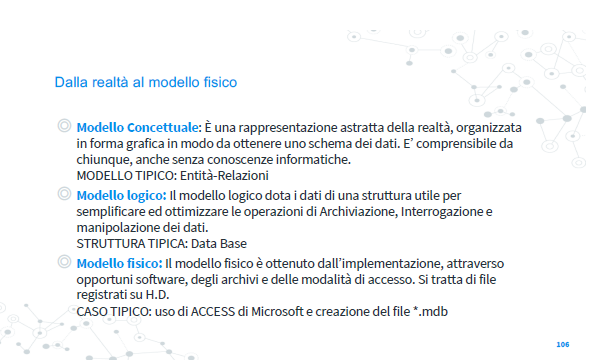 Dalla realtà al modello fisico
Modello Concettuale: È una rappresentazione astratta della realtà, organizzata
in forma grafica in modo da ottenere uno schema dei dati. E' comprensibile da
chiunque, anche senza conoscenze informatiche.
MODELLO TIPICO: Entità-Relazioni
Modello logico: Il modello logico dota i dati di una struttura utile per
semplificare ed ottimizzare le operazioni di Archiviazione, Interrogazione e
manipolazione dei dati.
STRUTTURA TIPICA: Data Base
Modello fisico: Il modello fisico è ottenuto dall'implementazione, attraverso
opportuni software, degli archivi e delle modalità di accesso. Si tratta di file
registrati su H.D.
CASO TIPICO: uso di ACCESS di Microsoft e creazione del file *.mdb
106